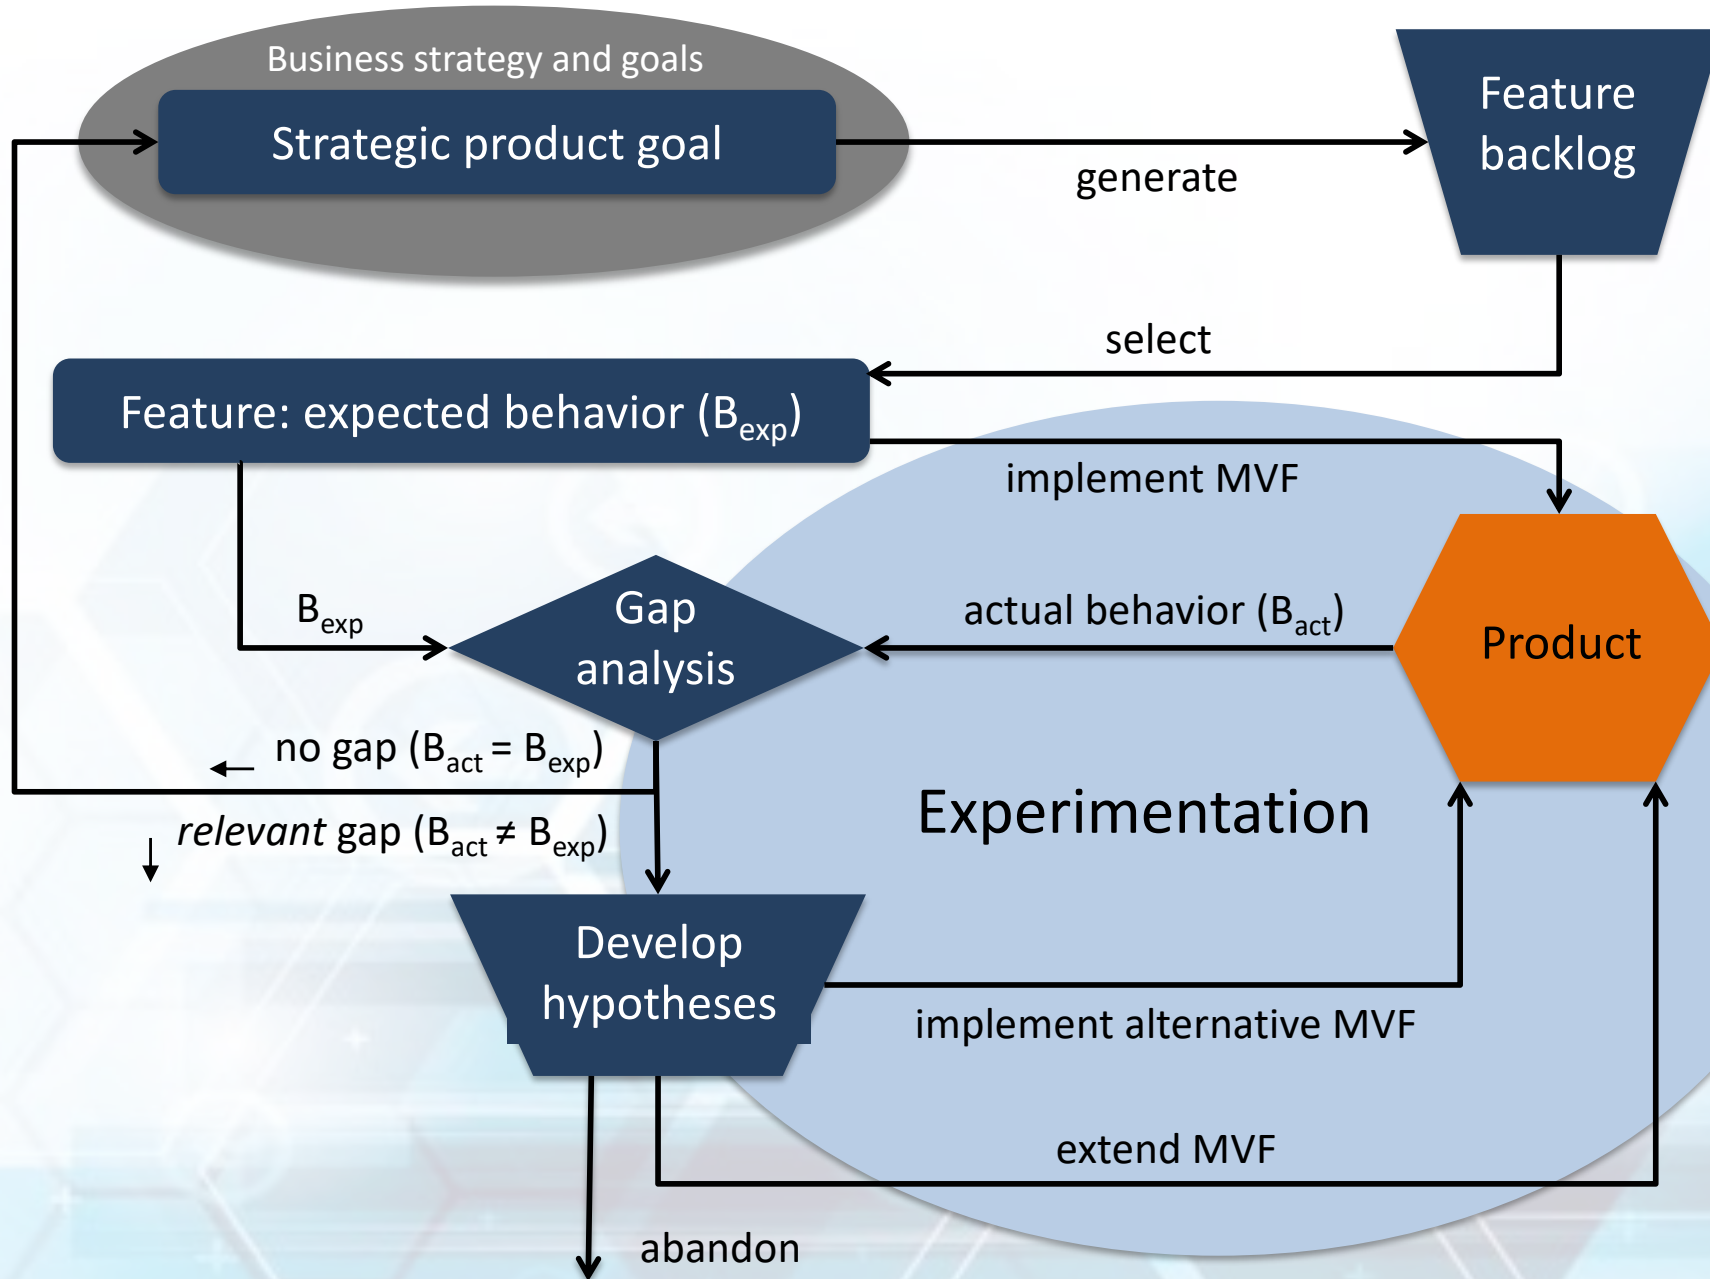 Business strategy and goals
Strategic product goal
Feature
backlog
generate
select
Feature: expected behavior (Bexp)
implement MVF
Bexp
Gap
analysis
actual behavior (Bact)
Product
no gap (Bact = Bexp)
relevant gap (Bact ≠ Bexp)
Experimentation
Develop
hypotheses
implement alternative MVF
extend MVF
abandon